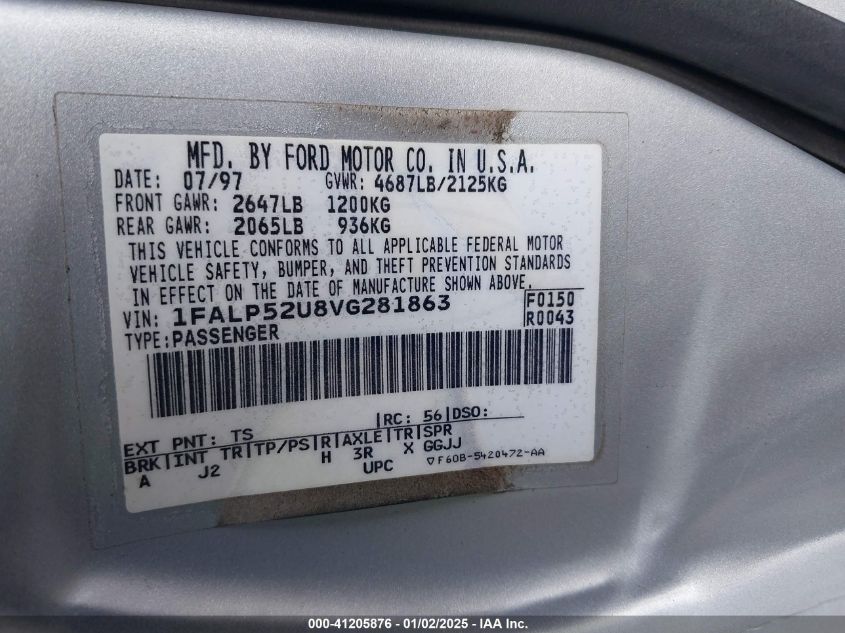 MFD. BY FORD MOTOR CO. IN U.S.A.
DATE: 07/97 GVWR: 4687LB/2125KG
FRONT GAWR: 2647LB 1200KG
REAR GAWR: 2065LB 936KG
THIS VEHICLE CONFORMS TO ALL APPLICABLE FEDERAL MOTOR
VEHICLE SAFETY, BUMPER, AND THEFT PREVENTION STANDARDS
IN EFFECT ON THE DATE OF MANUFACTURE SHOWN ABOVE.
VIN: 1FALP52U8VG281863 F0150
TYPE: PASSENGER R0043
|RC: 56|DSO:
EXT PNT: TS
BRK|INT TR|TP/PS|R|AXLE|TR|SPR
A J2 H 3R X GGJJ
UPC ▽F60B-5420472-AA
000-41205876 - 01/02/2025 - IAA Inc.